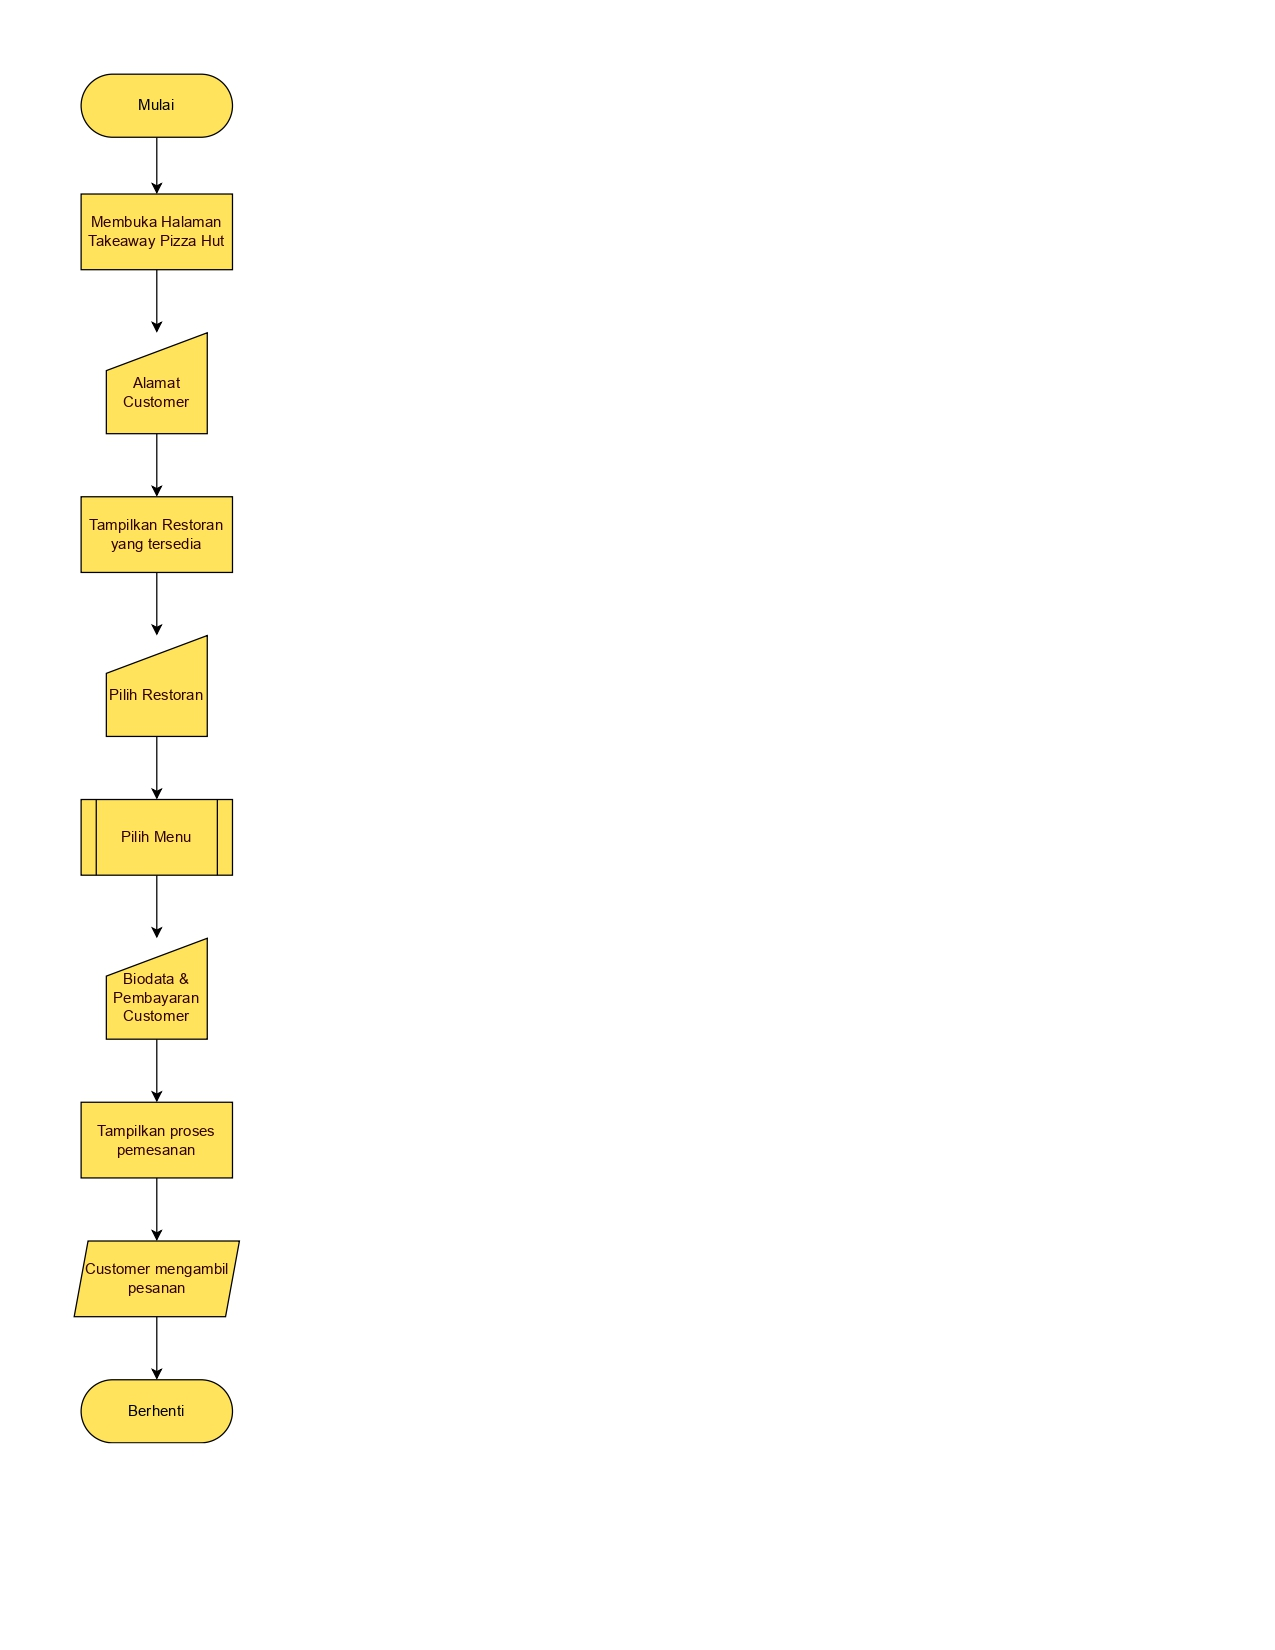 Mulai
Membuka Halaman
Takeaway Pizza Hut
Alamat
Customer
Tampilkan Restoran
yang tersedia
Pilih Restoran
Pilih Menu
Biodata &
Pembayaran
Customer
Tampilkan proses
pemesanan
Customer mengambil
pesanan
Berhenti